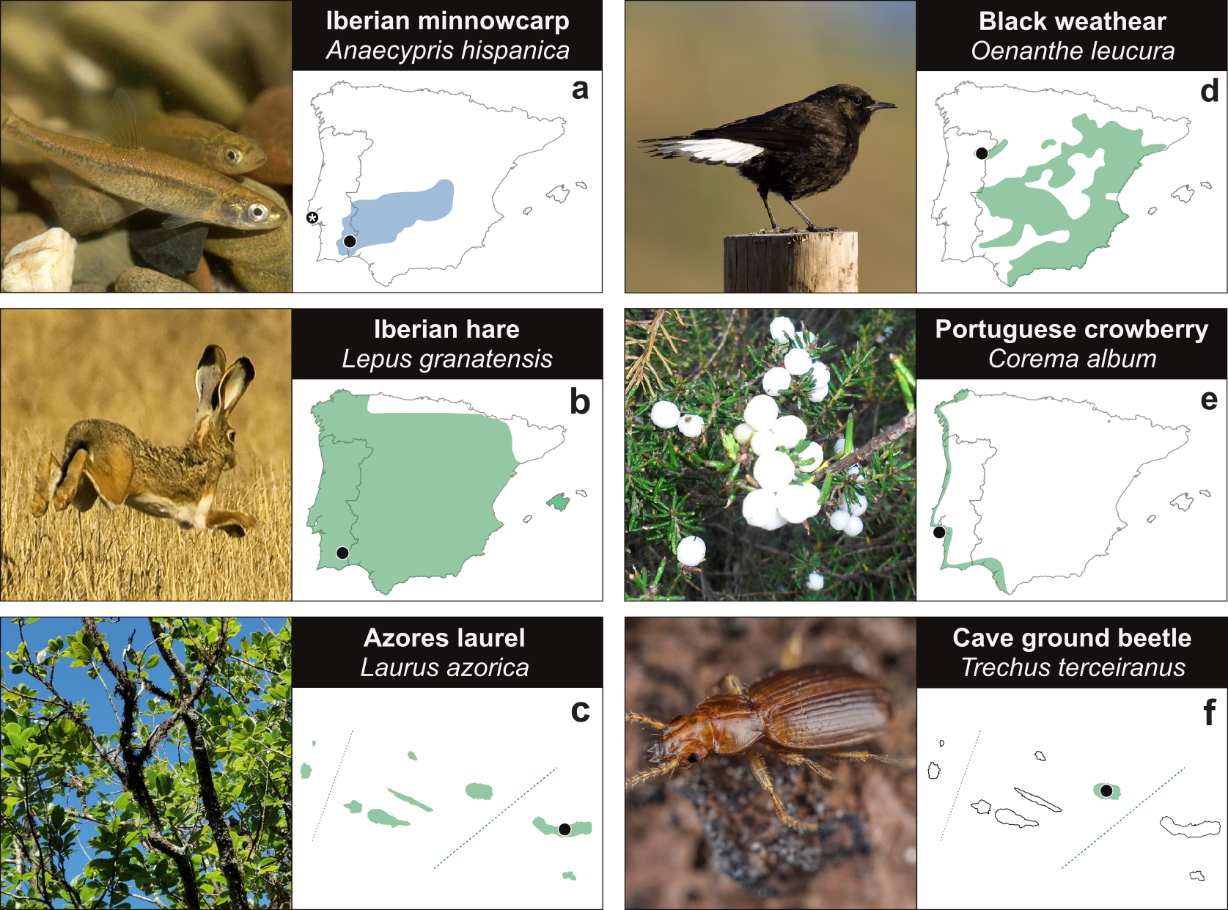 Iberian minnowcarp
Anaecypris hispanica
a
Black weathear
Oenanthe leucura
d
Iberian hare
Lepus granatensis
b
Portuguese crowberry
Corema album
e
Azores laurel
Laurus azorica
c
Cave ground beetle
Trechus terceiranus
f